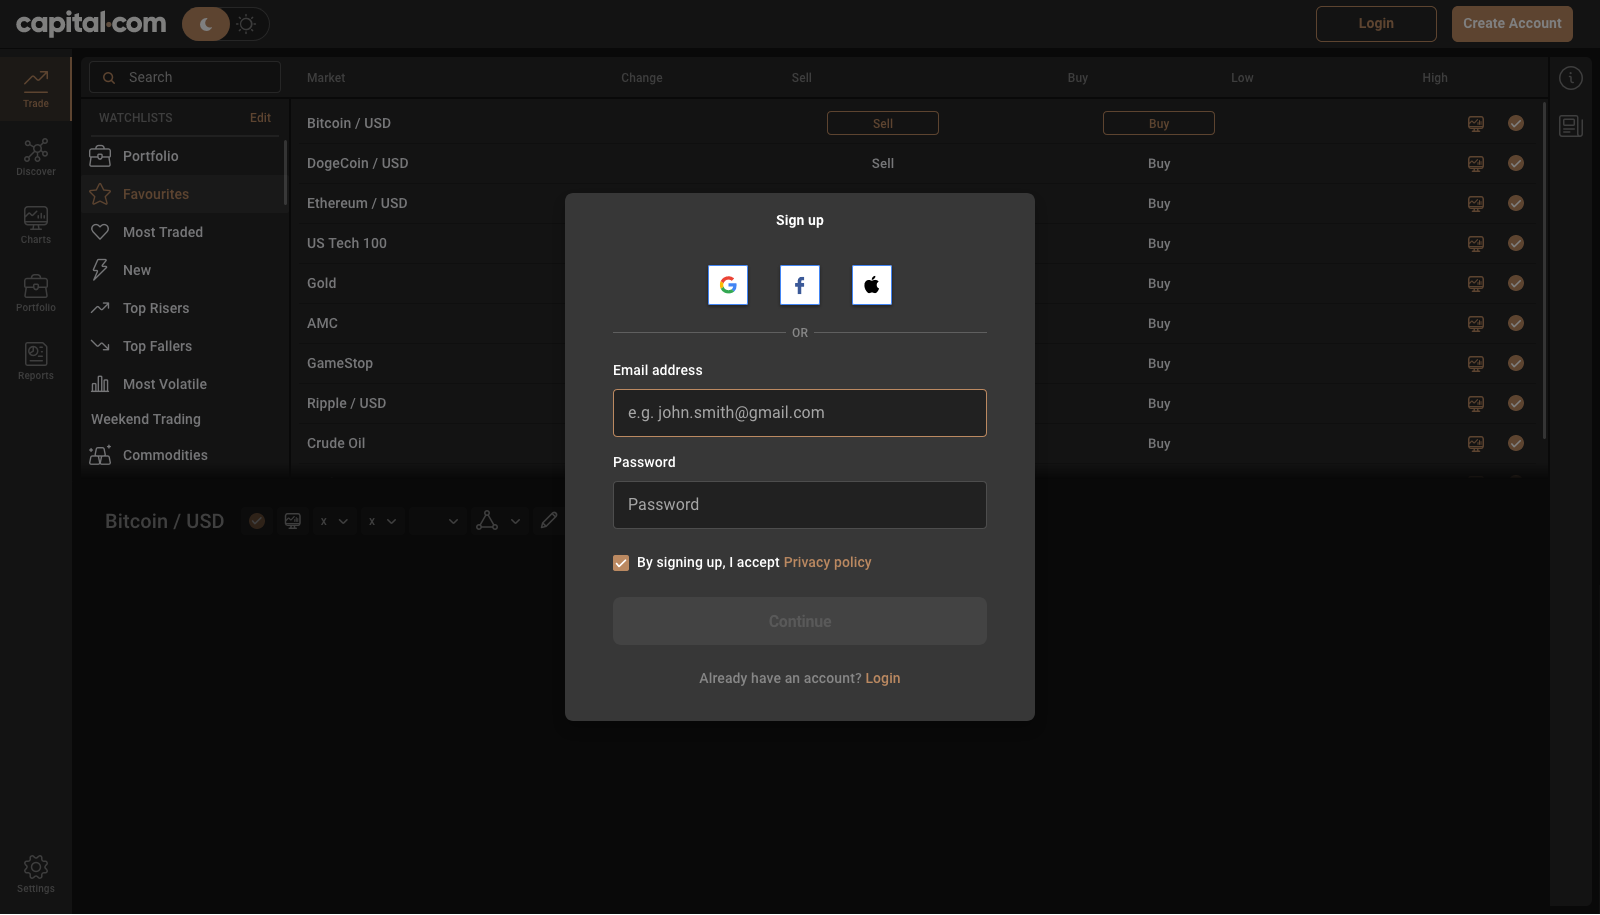 capital.com
Login
Create Account
Trade
Discover
Charts
Portfolio
Reports
Settings
Search
WATCHLISTS Edit
Portfolio
Favourites
Most Traded
New
Top Risers
Top Fallers
Most Volatile
Weekend Trading
Commodities
Market Change Sell Buy Low High
Bitcoin / USD Sell Buy
DogeCoin / USD Sell Buy
Ethereum / USD Buy
US Tech 100 Buy
Gold Buy
AMC Buy
GameStop Buy
Ripple / USD Buy
Crude Oil Buy
Bitcoin / USD x x
Sign up
OR
Email address
e.g. john.smith@gmail.com
Password
Password
By signing up, I accept Privacy policy
Continue
Already have an account? Login